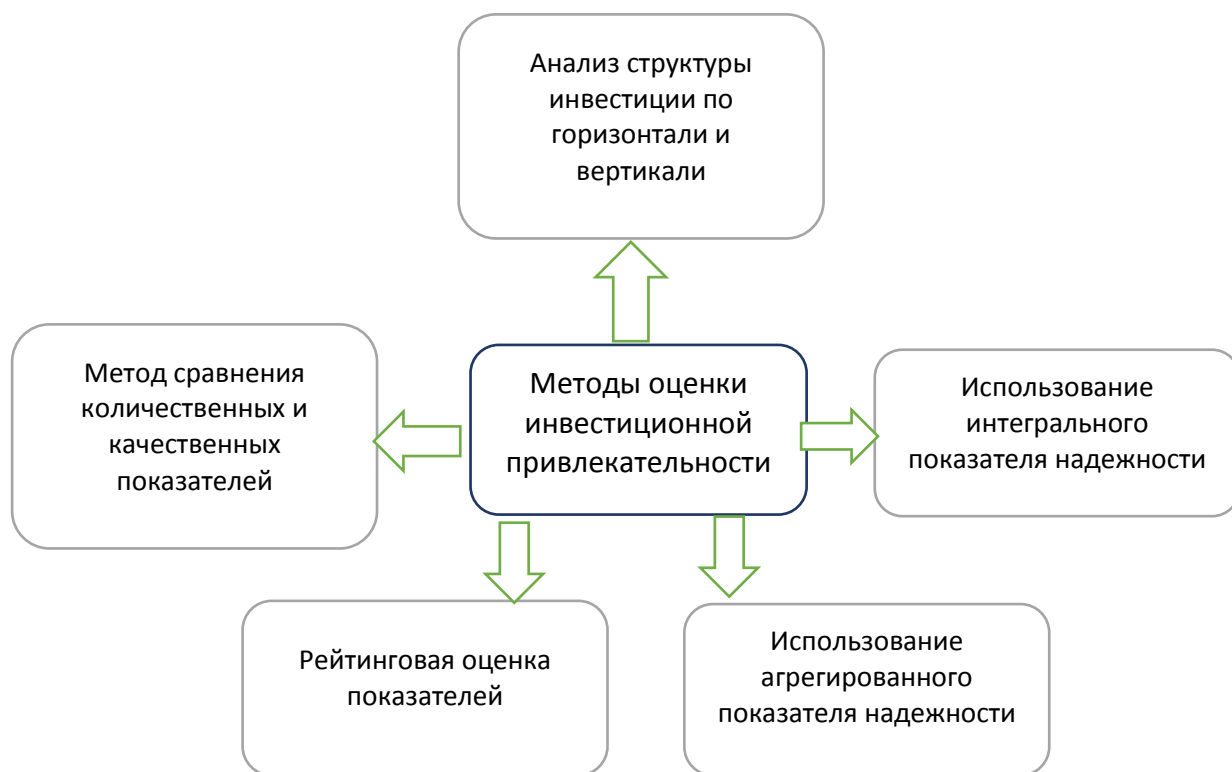 Анализ структуры
инвестиции по
горизонтали и
вертикали
Метод сравнения
количественных и
качественных
показателей
Методы оценки
инвестиционной
привлекательности
Использование
интегрального
показателя надежности
Рейтинговая оценка
показателей
Использование
агрегированного
показателя надежности